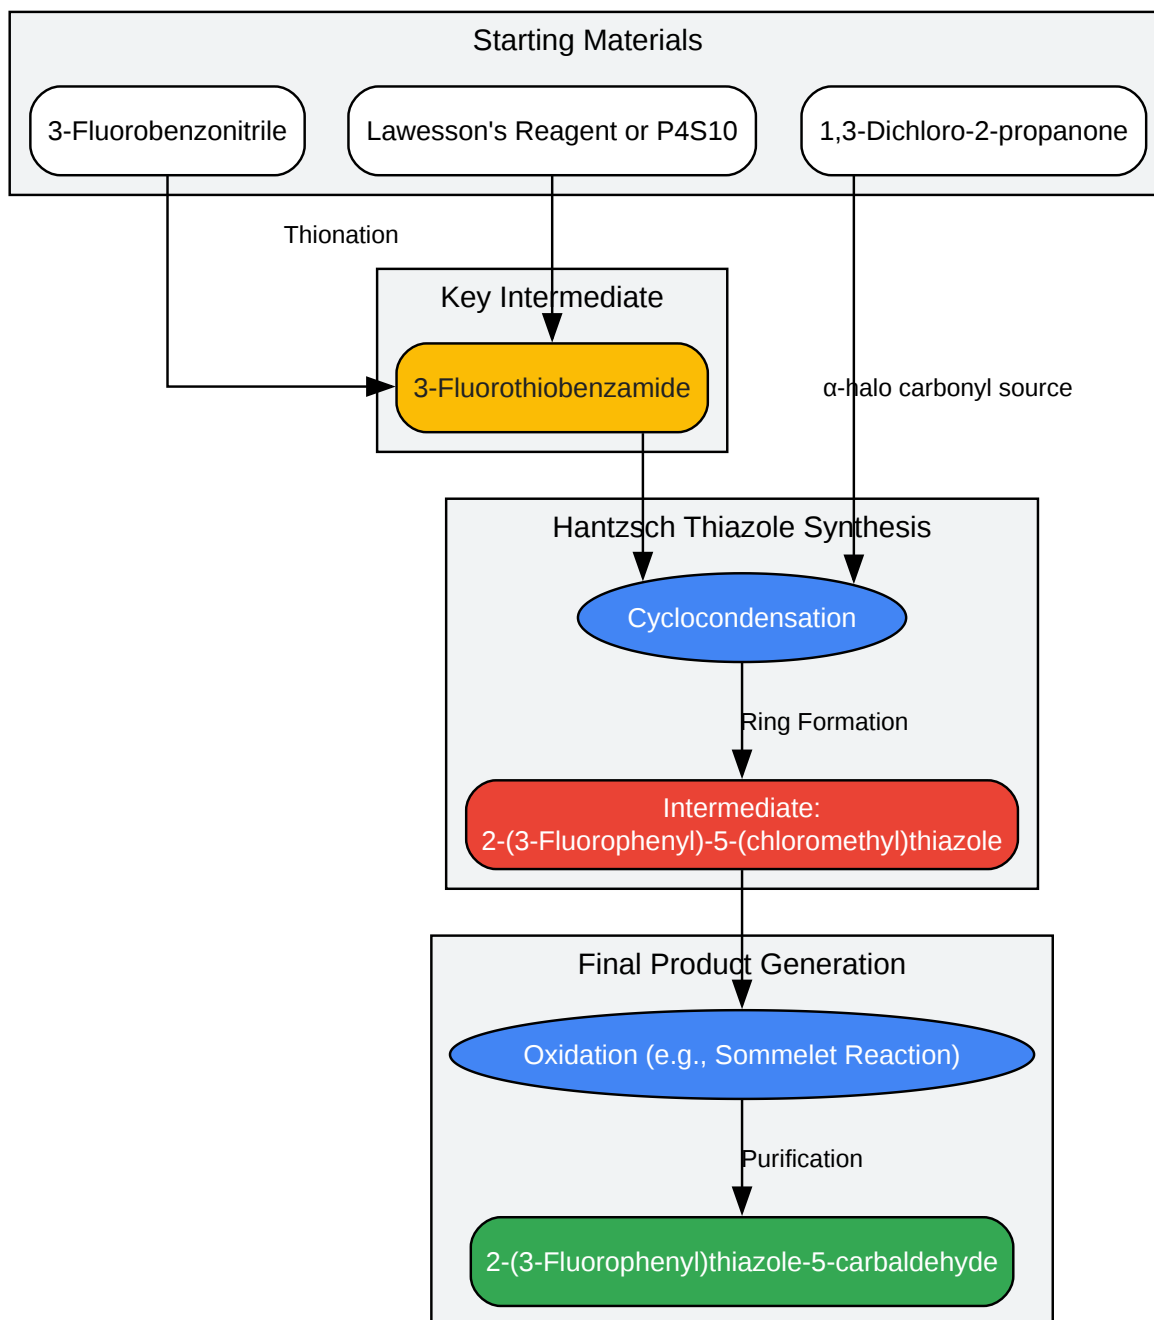 Starting Materials
3-Fluorobenzonitrile
Lawesson's Reagent or P4S10
1,3-Dichloro-2-propanone
Thionation
Key Intermediate
3-Fluorothiobenzamide
α-halo carbonyl source
Hantzsch Thiazole Synthesis
Cyclocondensation
Ring Formation
Intermediate:
2-(3-Fluorophenyl)-5-(chloromethyl)thiazole
Final Product Generation
Oxidation (e.g., Sommelet Reaction)
Purification
2-(3-Fluorophenyl)thiazole-5-carbaldehyde